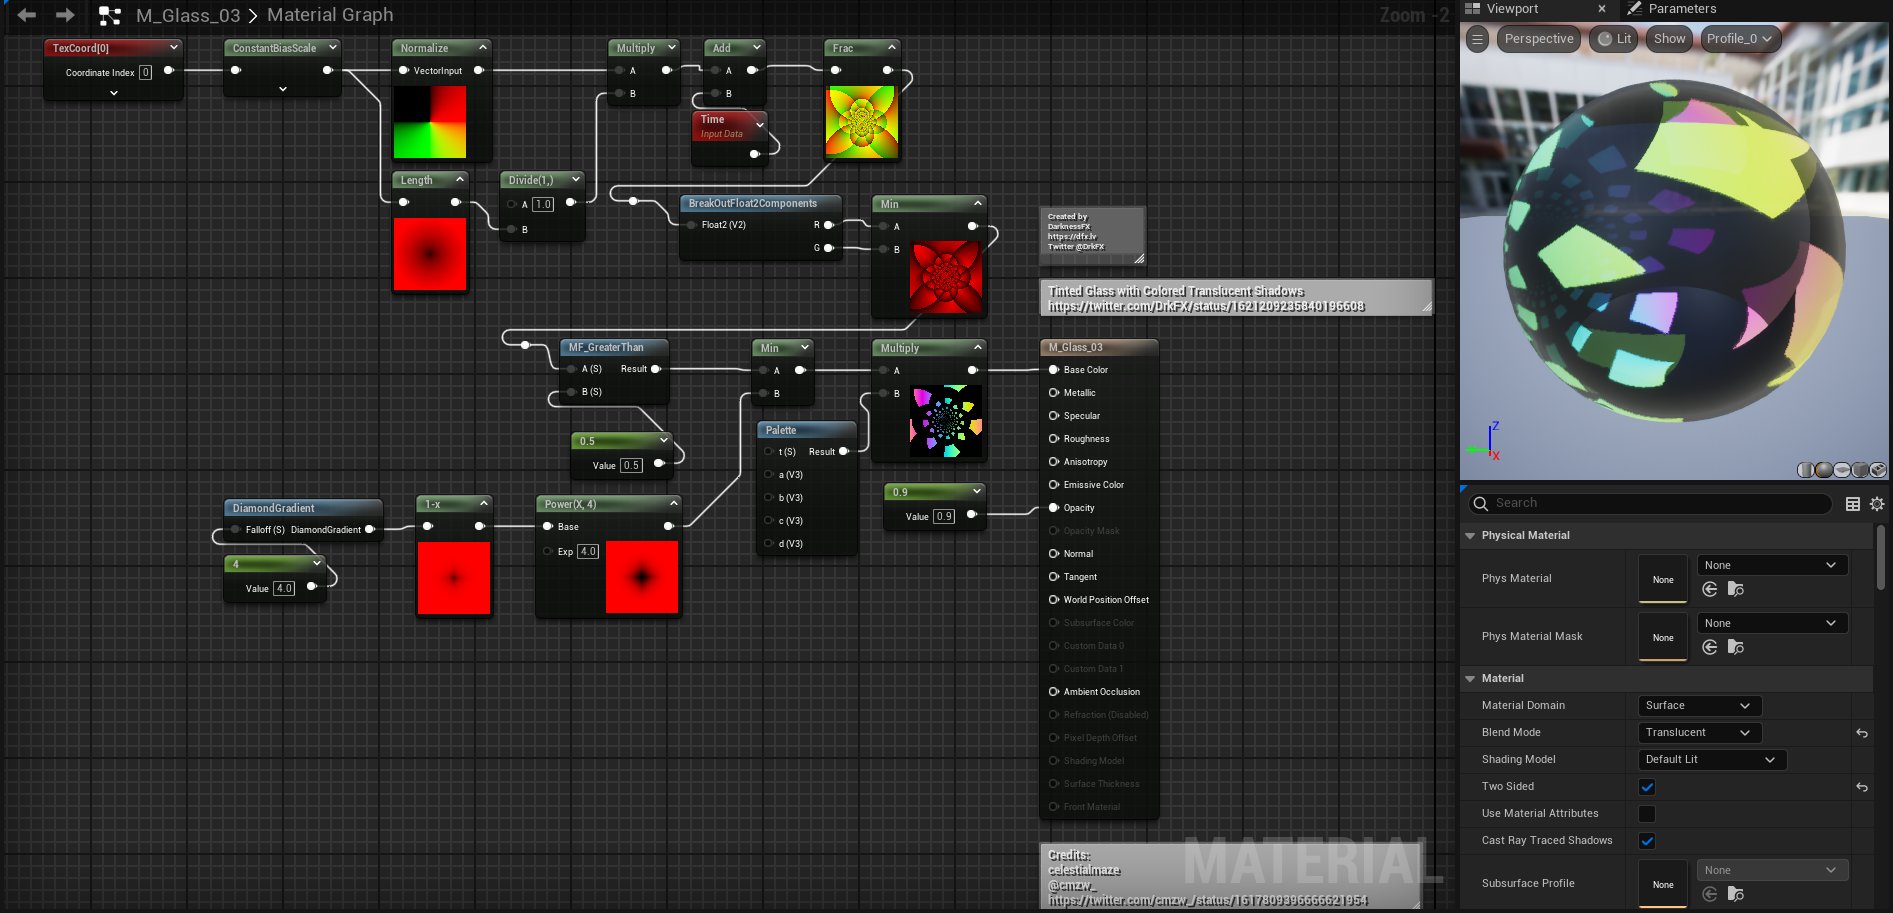 M_Glass_03 > Material Graph
Zoom -2
TexCoord[0]
Coordinate Index 0
ConstantBiasScale
Normalize
VectorInput
Multiply
A
B
Add
A
B
Time
Input Data
Frac
Length
Divide(1,)
A 1.0
B
BreakOutFloat2Components
Float2 (V2) R
G
Min
A
B
Created by
DarknessFX
https://dfx.lv
Twitter @DrkFX
Tinted Glass with Colored Translucent Shadows
https://twitter.com/DrkFX/status/1621209235840196608
MF_GreaterThan
A (S) Result
B (S)
0.5
Value 0.5
Min
A
B
Multiply
A
B
Palette
t (S) Result
a (V3)
b (V3)
c (V3)
d (V3)
0.9
Value 0.9
DiamondGradient
Falloff (S) DiamondGradient
4
Value 4.0
1-x
Power(X, 4)
Base
Exp 4.0
M_Glass_03
Base Color
Metallic
Specular
Roughness
Anisotropy
Emissive Color
Opacity
Opacity Mask
Normal
Tangent
World Position Offset
Subsurface Color
Custom Data 0
Custom Data 1
Ambient Occlusion
Refraction (Disabled)
Pixel Depth Offset
Shading Model
Surface Thickness
Front Material
Credits:
celestialmaze
@cmzw_
https://twitter.com/cmzw_/status/1617809396666621954
MATERIAL
Viewport
Parameters
Perspective
Lit
Show
Profile_0
Z
X
Search
Physical Material
Phys Material
None
None
Phys Material Mask
None
None
Material
Material Domain
Surface
Blend Mode
Translucent
Shading Model
Default Lit
Two Sided
Use Material Attributes
Cast Ray Traced Shadows
Subsurface Profile
None
None